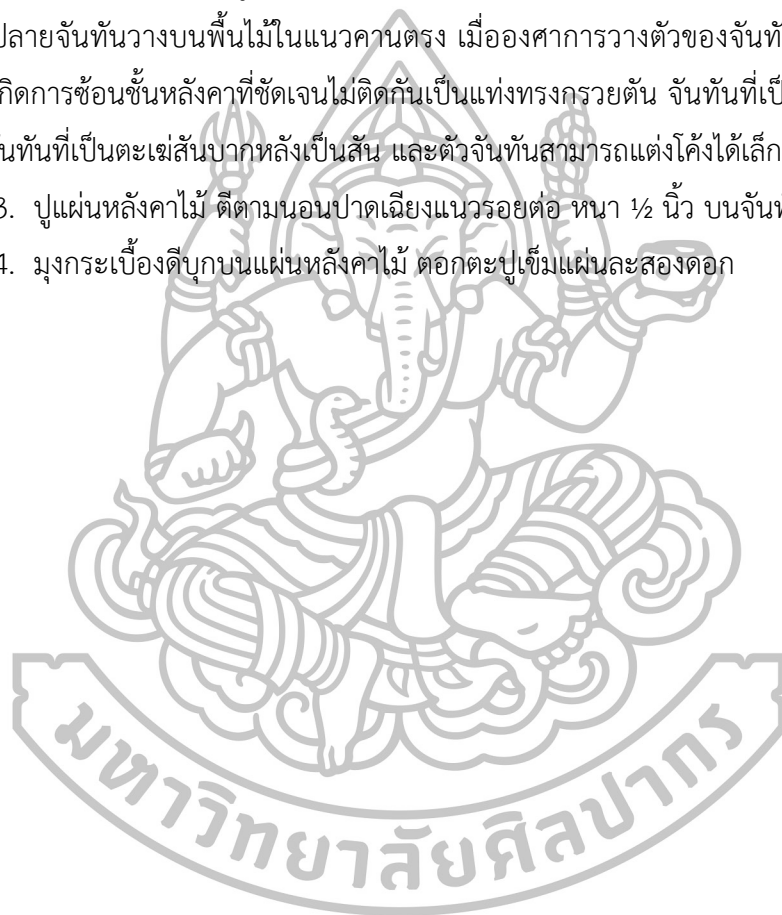 ปลายจันทันวางบนพื้นไม้ในแนวคานตรง เมื่อองศาการวางตัวของจันทั
กิดการซ้อนชั้นหลังคาที่ชัดเจนไม่ติดกันเป็นแท่งทรงกรวยตัน จันทันที่เป็
ันทันที่เป็นตะเฆ่สันบากหลังเป็นสัน และตัวจันทันสามารถแต่งโค้งได้เล็ก
3. ปูแผ่นหลังคาไม้ ตีตามนอนปาดเฉียงแนวรอยต่อ หนา ½ นิ้ว บนจันทั
4. มุงกระเบื้องดีบุกบนแผ่นหลังคาไม้ ตอกตะปูเข็มแผ่นละสองดอก
มหาวิทยาลัยศิลปากร